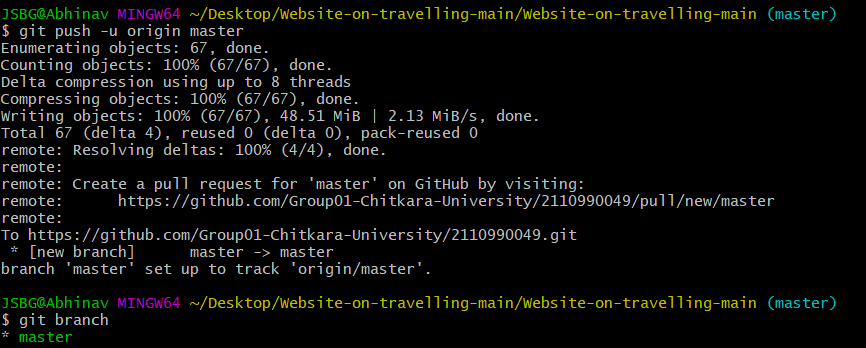 JSBG@Abhinav MINGW64 ~/Desktop/Website-on-travelling-main/Website-on-travelling-main (master)
$ git push -u origin master
Enumerating objects: 67, done.
Counting objects: 100% (67/67), done.
Delta compression using up to 8 threads
Compressing objects: 100% (67/67), done.
Writing objects: 100% (67/67), 48.51 MiB | 2.13 MiB/s, done.
Total 67 (delta 4), reused 0 (delta 0), pack-reused 0
remote: Resolving deltas: 100% (4/4), done.
remote:
remote: Create a pull request for 'master' on GitHub by visiting:
remote:      https://github.com/Group01-Chitkara-University/2110990049/pull/new/master
remote:
To https://github.com/Group01-Chitkara-University/2110990049.git
 * [new branch]      master -> master
branch 'master' set up to track 'origin/master'.
JSBG@Abhinav MINGW64 ~/Desktop/Website-on-travelling-main/Website-on-travelling-main (master)
$ git branch
* master